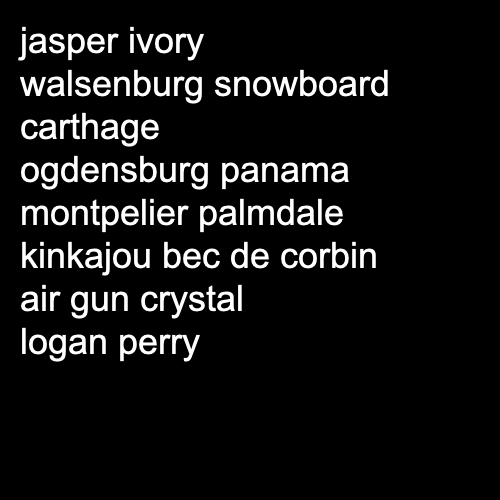 jasper ivory
walsenburg snowboard
carthage
ogdensburg panama
montpelier palmdale
kinkajou bec de corbin
air gun crystal
logan perry